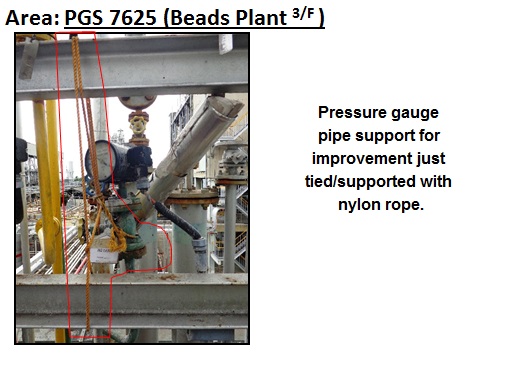 Area: PGS 7625 (Beads Plant 3/F )
Pressure gauge
pipe support for
improvement just
tied/supported with
nylon rope.